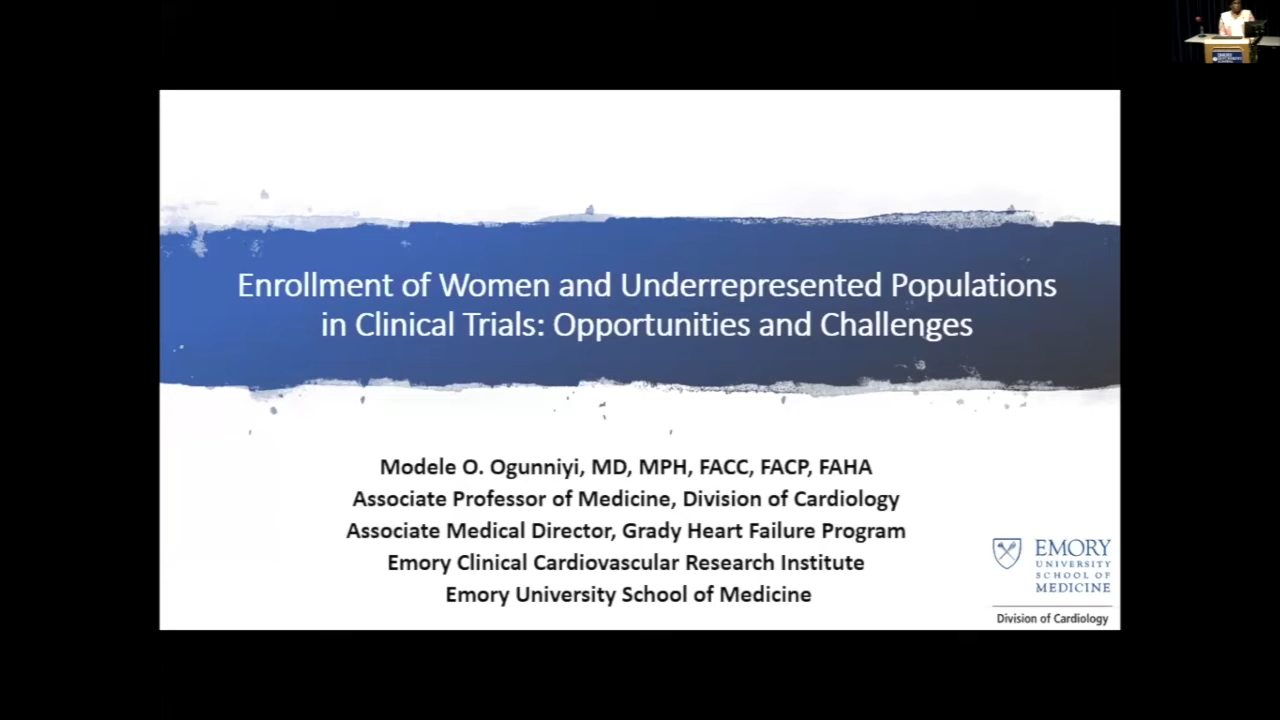 Enrollment of Women and Underrepresented Populations
in Clinical Trials: Opportunities and Challenges
Modele O. Ogunniyi, MD, MPH, FACC, FACP, FAHA
Associate Professor of Medicine, Division of Cardiology
Associate Medical Director, Grady Heart Failure Program
Emory Clinical Cardiovascular Research Institute
Emory University School of Medicine
EMORY
UNIVERSITY
SCHOOL OF
MEDICINE
Division of Cardiology